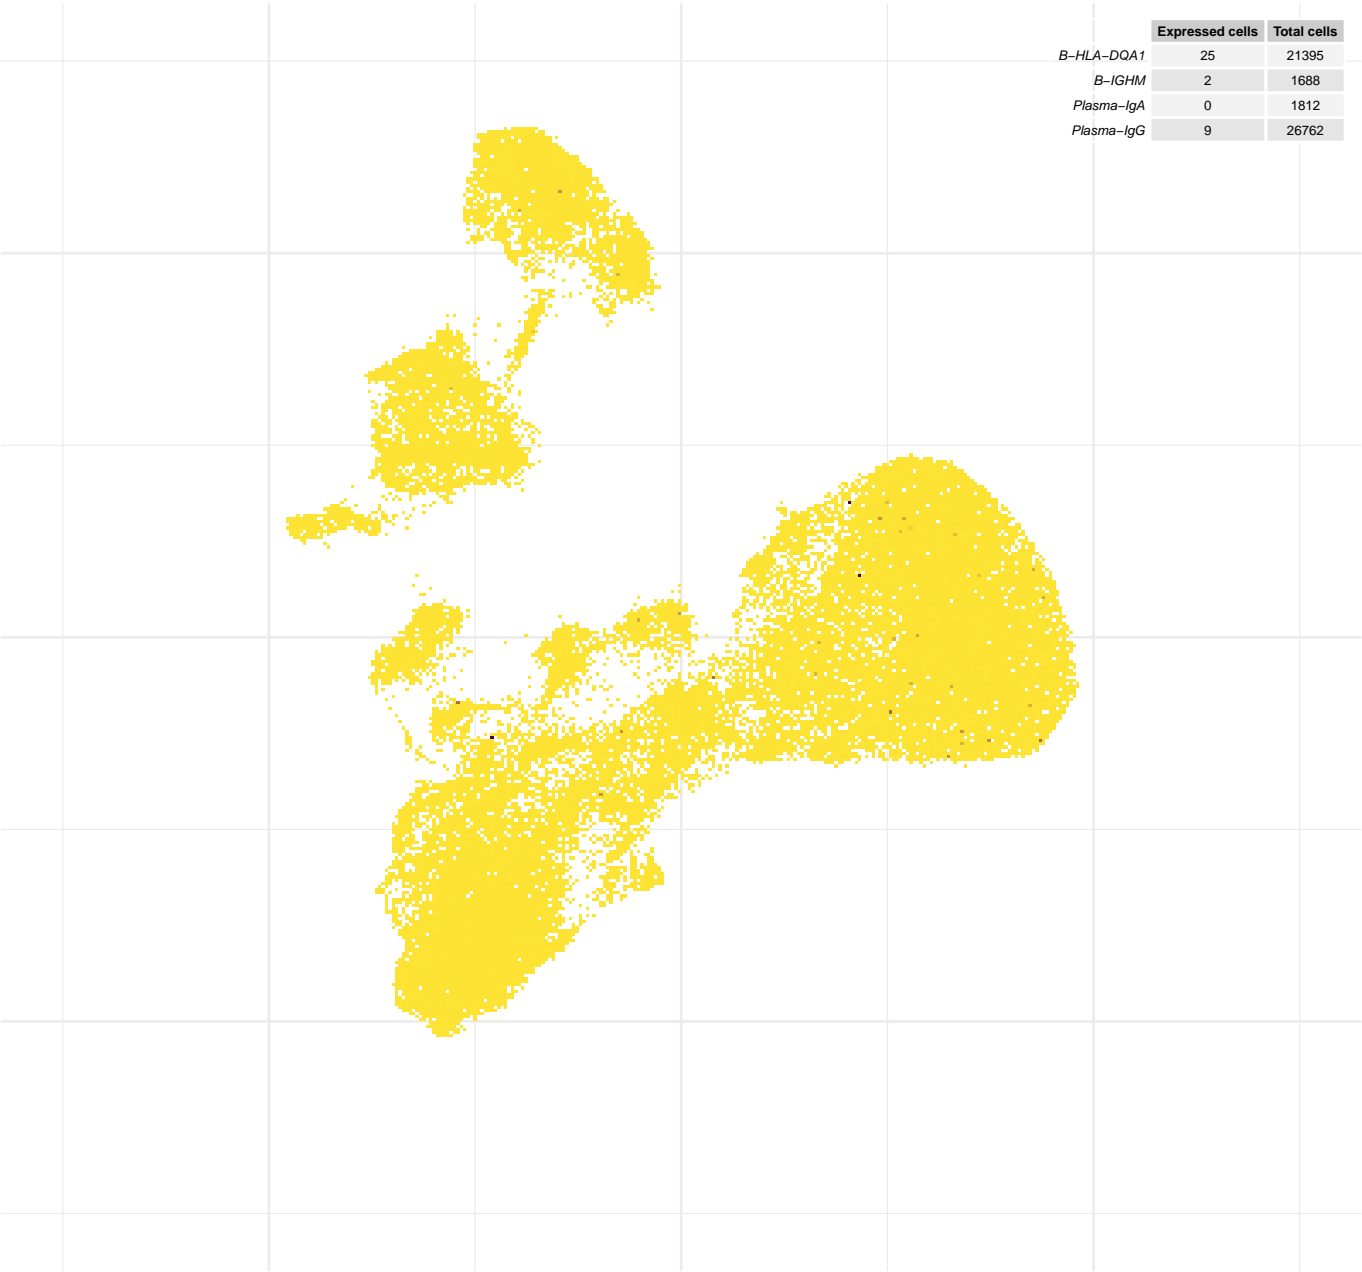 Expressed cells Total cells
B−HLA−DQA1 25 21395
B−IGHM 2 1688
Plasma−IgA 0 1812
Plasma−IgG 9 26762